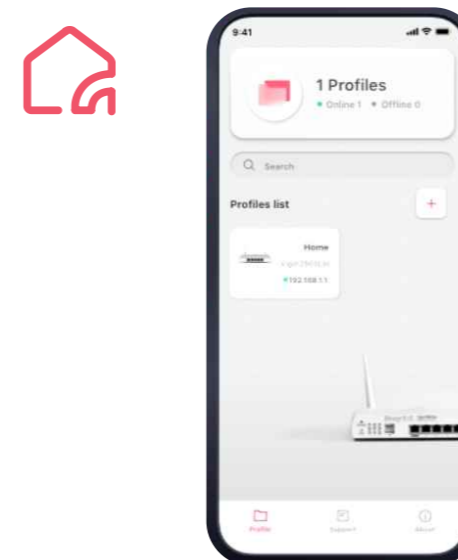 9:41
1 Profiles
Online 1 Offline 0
Search
Profiles list
+
Home
192.168.1.1
Profile
Support
About